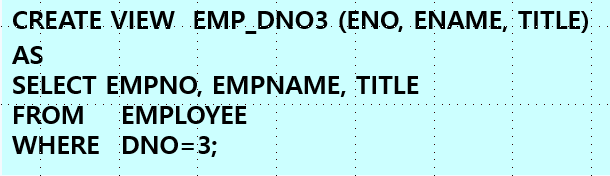 CREATE VIEW EMP_DNO3 (ENO, ENAME, TITLE)
AS
SELECT EMPNO, EMPNAME, TITLE
FROM EMPLOYEE
WHERE DNO=3;